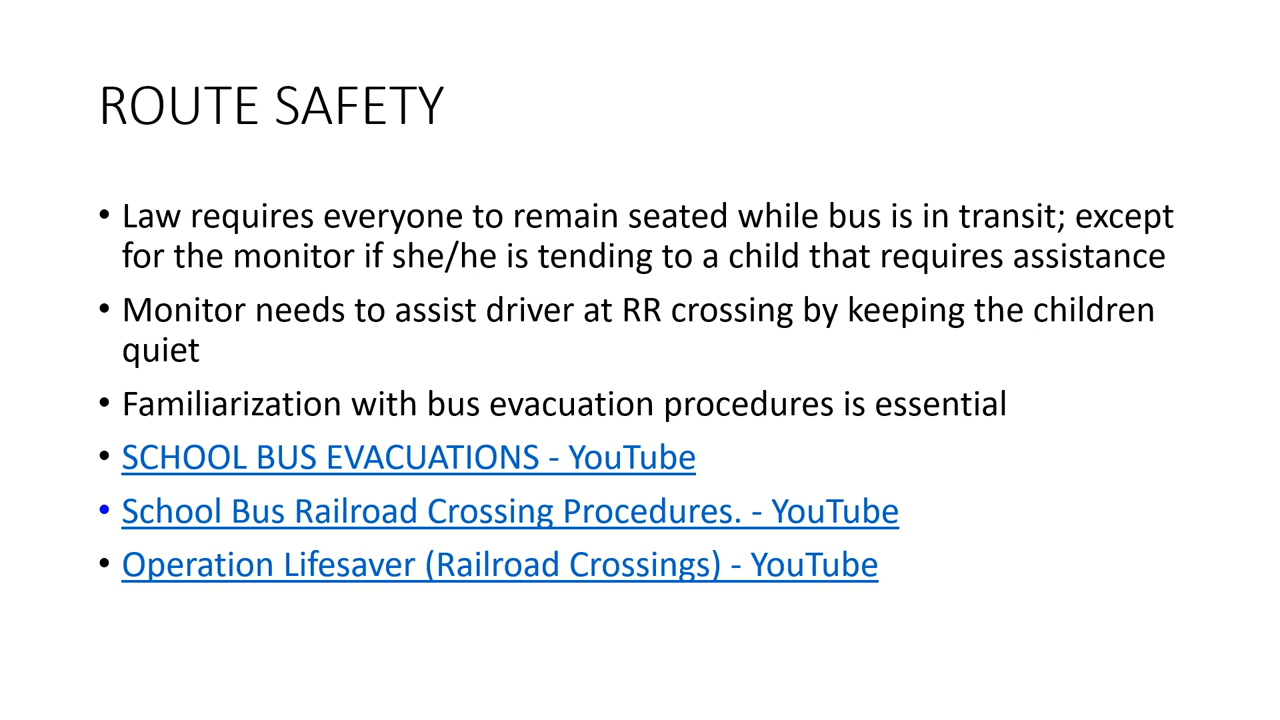 ROUTE SAFETY
• Law requires everyone to remain seated while bus is in transit; except
for the monitor if she/he is tending to a child that requires assistance
• Monitor needs to assist driver at RR crossing by keeping the children
quiet
• Familiarization with bus evacuation procedures is essential
• SCHOOL BUS EVACUATIONS - YouTube
• School Bus Railroad Crossing Procedures. - YouTube
• Operation Lifesaver (Railroad Crossings) - YouTube